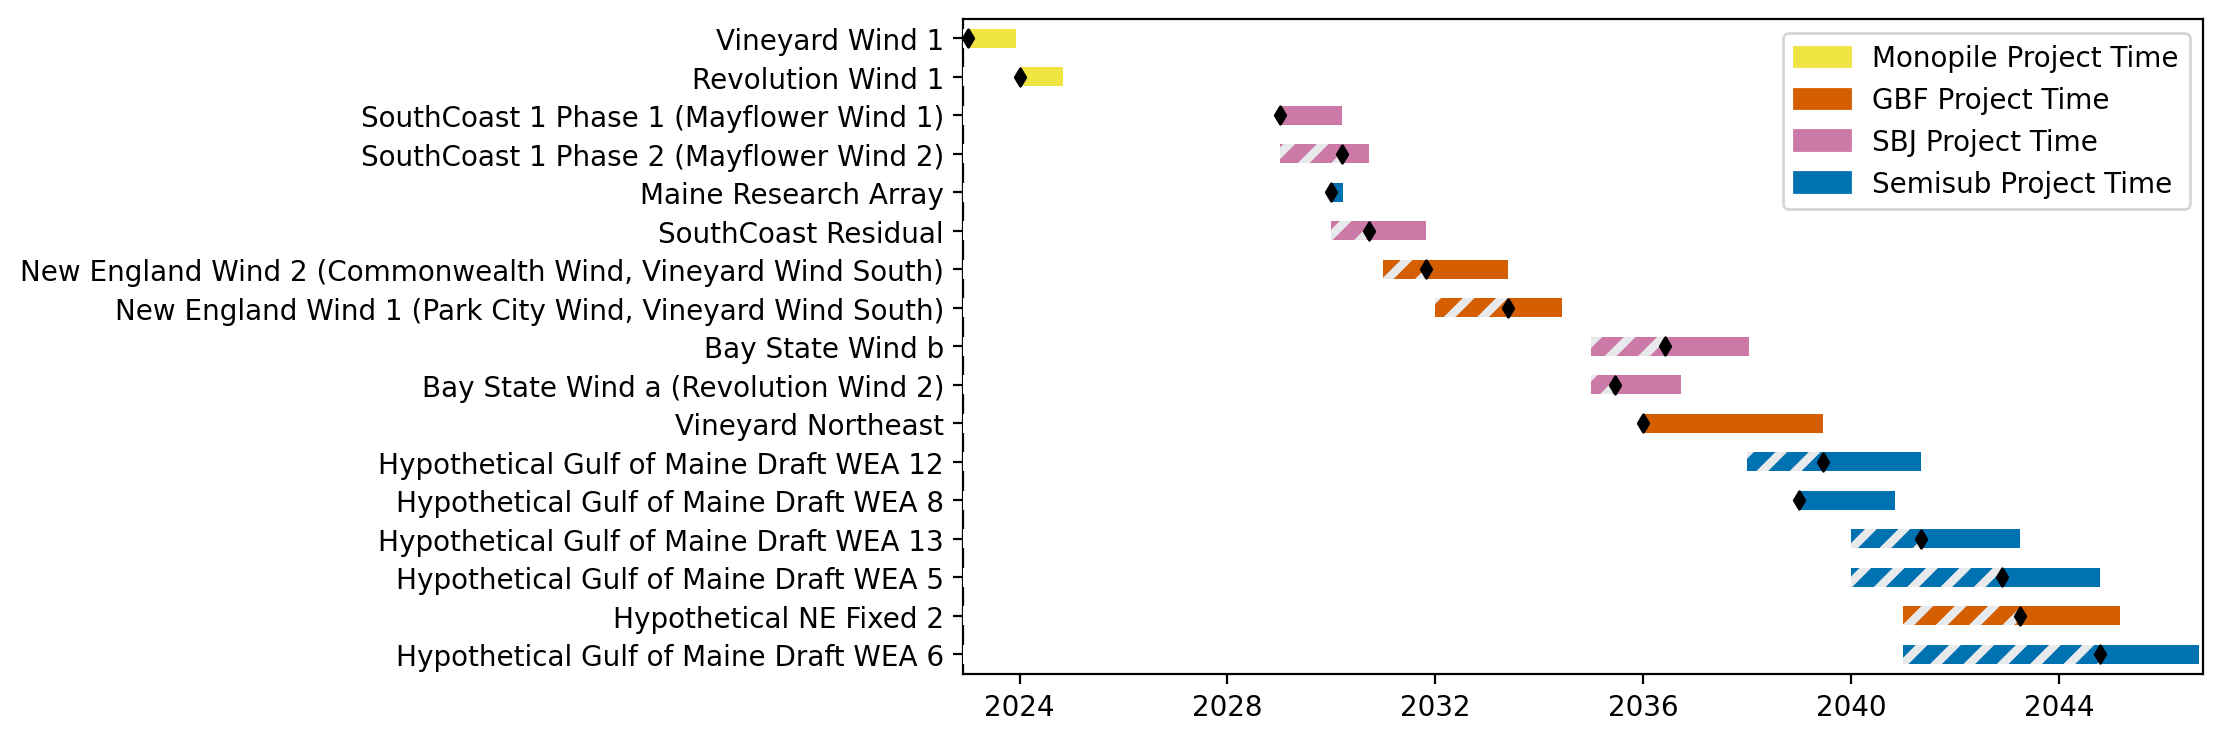 Vineyard Wind 1
Revolution Wind 1
SouthCoast 1 Phase 1 (Mayflower Wind 1)
SouthCoast 1 Phase 2 (Mayflower Wind 2)
Maine Research Array
SouthCoast Residual
New England Wind 2 (Commonwealth Wind, Vineyard Wind South)
New England Wind 1 (Park City Wind, Vineyard Wind South)
Bay State Wind b
Bay State Wind a (Revolution Wind 2)
Vineyard Northeast
Hypothetical Gulf of Maine Draft WEA 12
Hypothetical Gulf of Maine Draft WEA 8
Hypothetical Gulf of Maine Draft WEA 13
Hypothetical Gulf of Maine Draft WEA 5
Hypothetical NE Fixed 2
Hypothetical Gulf of Maine Draft WEA 6
Monopile Project Time
GBF Project Time
SBJ Project Time
Semisub Project Time
2024 2028 2032 2036 2040 2044